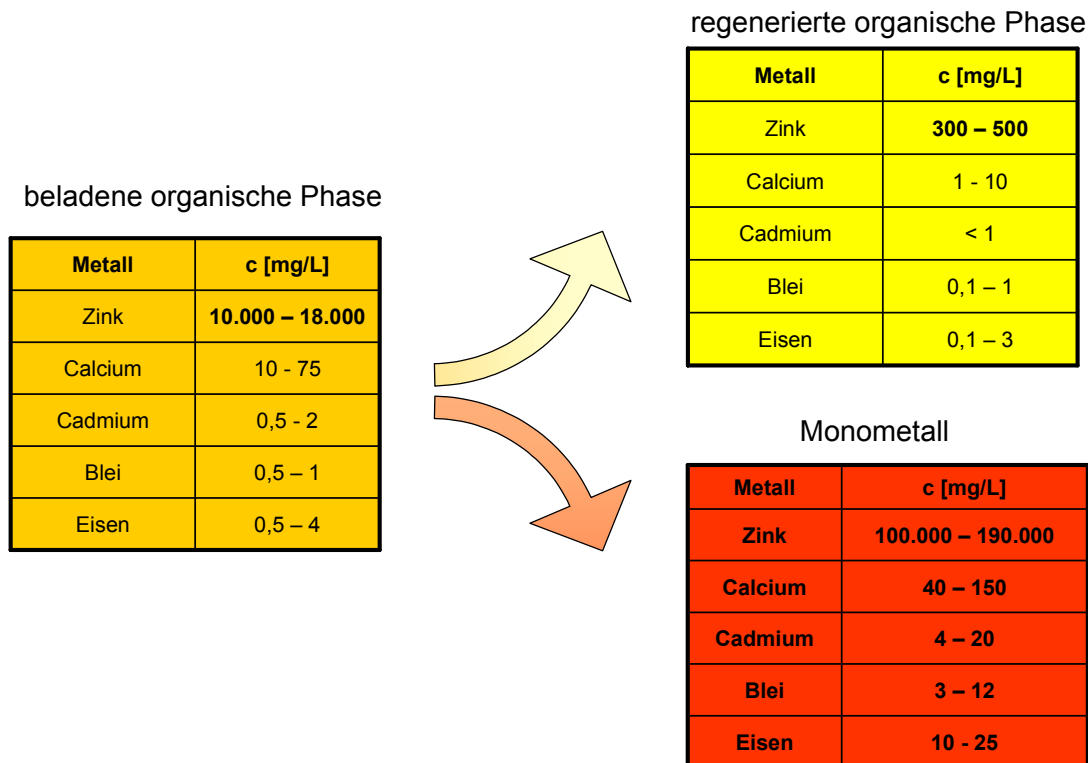 beladene organische Phase
Metall c [mg/L]
Zink 10.000 – 18.000
Calcium 10 - 75
Cadmium 0,5 - 2
Blei 0,5 – 1
Eisen 0,5 – 4
regenerierte organische Phase
Metall c [mg/L]
Zink 300 – 500
Calcium 1 - 10
Cadmium < 1
Blei 0,1 – 1
Eisen 0,1 – 3
Monometall
Metall c [mg/L]
Zink 100.000 – 190.000
Calcium 40 – 150
Cadmium 4 – 20
Blei 3 – 12
Eisen 10 - 25